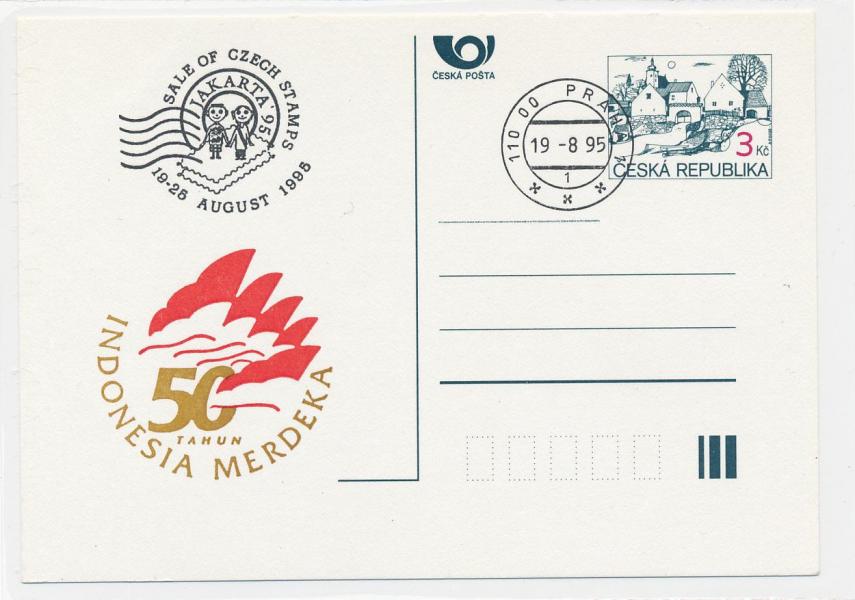 SALE OF CZECH STAMPS
JAKARTA '95
19-25 AUGUST 1995
ČESKÁ POŠTA
110 00 PRAHA 1
19 -8 95
1
3 Kč
ČESKÁ REPUBLIKA
50
TAHUN
INDONESIA MERDEKA